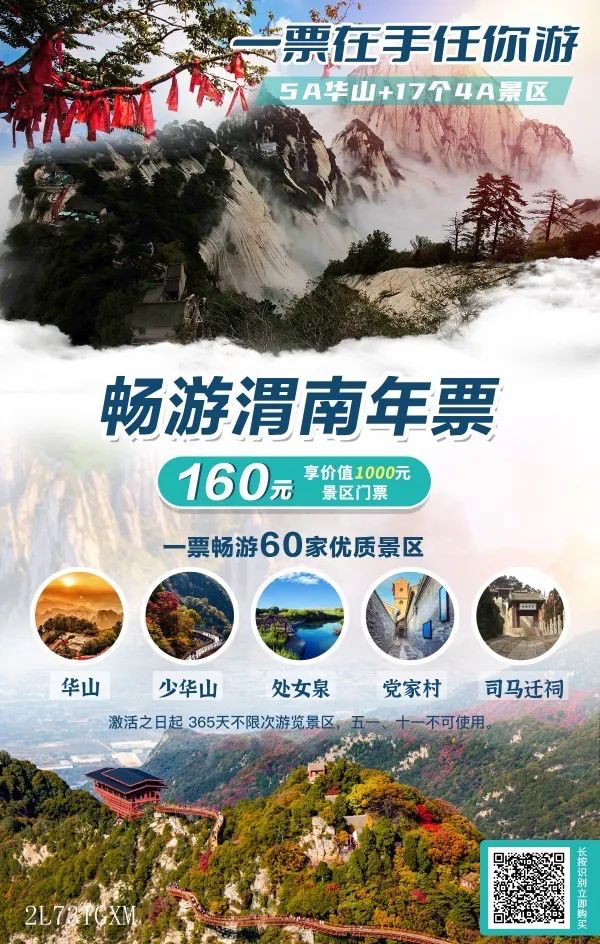 一票在手任你游
5A华山+17个4A景区
畅游渭南年票
160元
享价值1000元
景区门票
一票畅游60家优质景区
华山 少华山 处女泉 党家村 司马迁祠
激活之日起 365天不限次游览景区，五一、十一不可使用。
长按识别立即购买
2L73TGXM